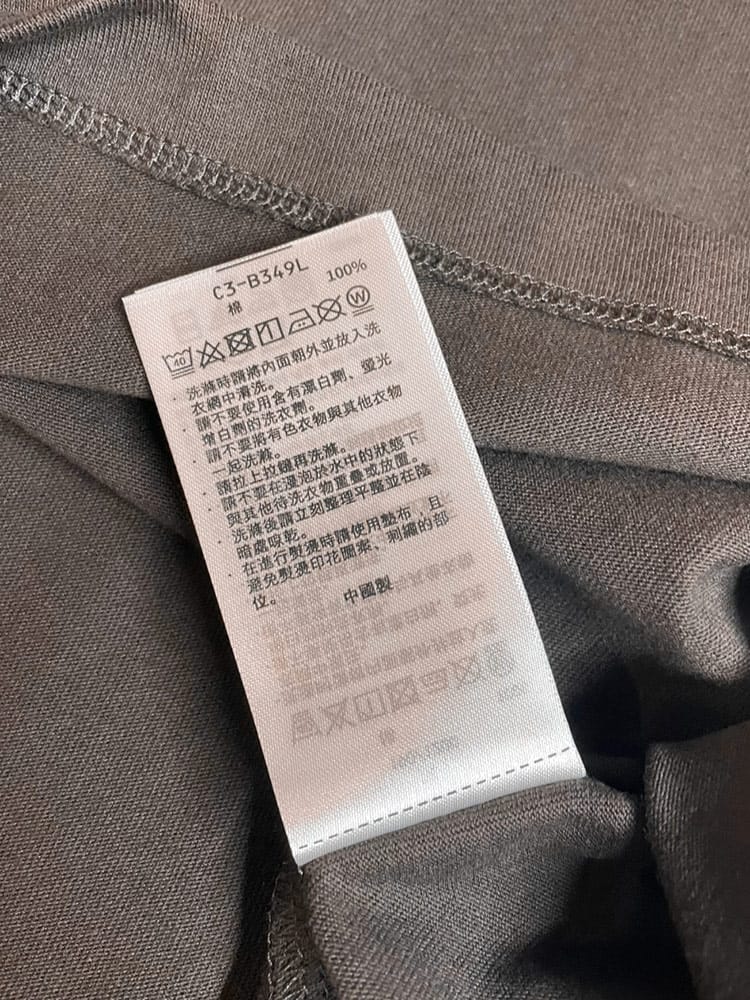 C3-B349L
棉 100%
40
W
· 洗滌時請將內面朝外並放入洗
衣網中清洗。
· 請不要使用含有漂白劑、螢光
增白劑的洗衣劑。
· 請不要將有色衣物與其他衣物
一起洗滌。
· 請拉上拉鏈再洗滌。
· 請不要在浸泡於水中的狀態下
與其他待洗衣物重疊或放置。
· 洗滌後請立刻整理平整並在陰
暗處晾乾。
· 在進行熨燙時請使用墊布，且
避免熨燙印花圖案、刺繡的部
位。
中國製